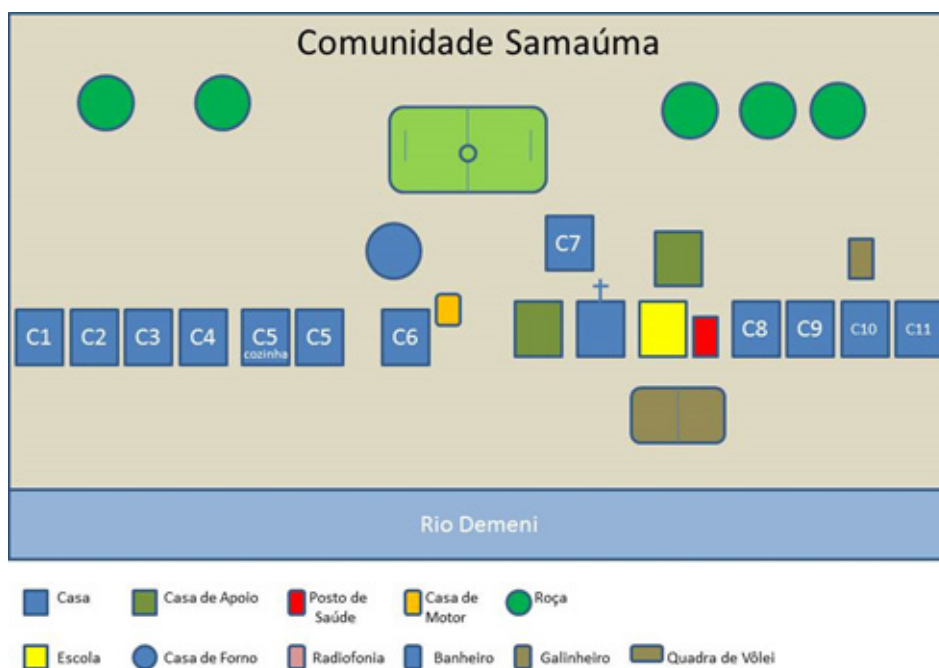 Comunidade Samaúma
C7
C1 C2 C3 C4 C5 C5 C6 C8 C9 C10 C11
cozinha
Rio Demeni
Casa Casa de Apoio Posto de Saúde Casa de Motor Roça
Escola Casa de Forno Radiofonia Banheiro Galinheiro Quadra de Vôlei